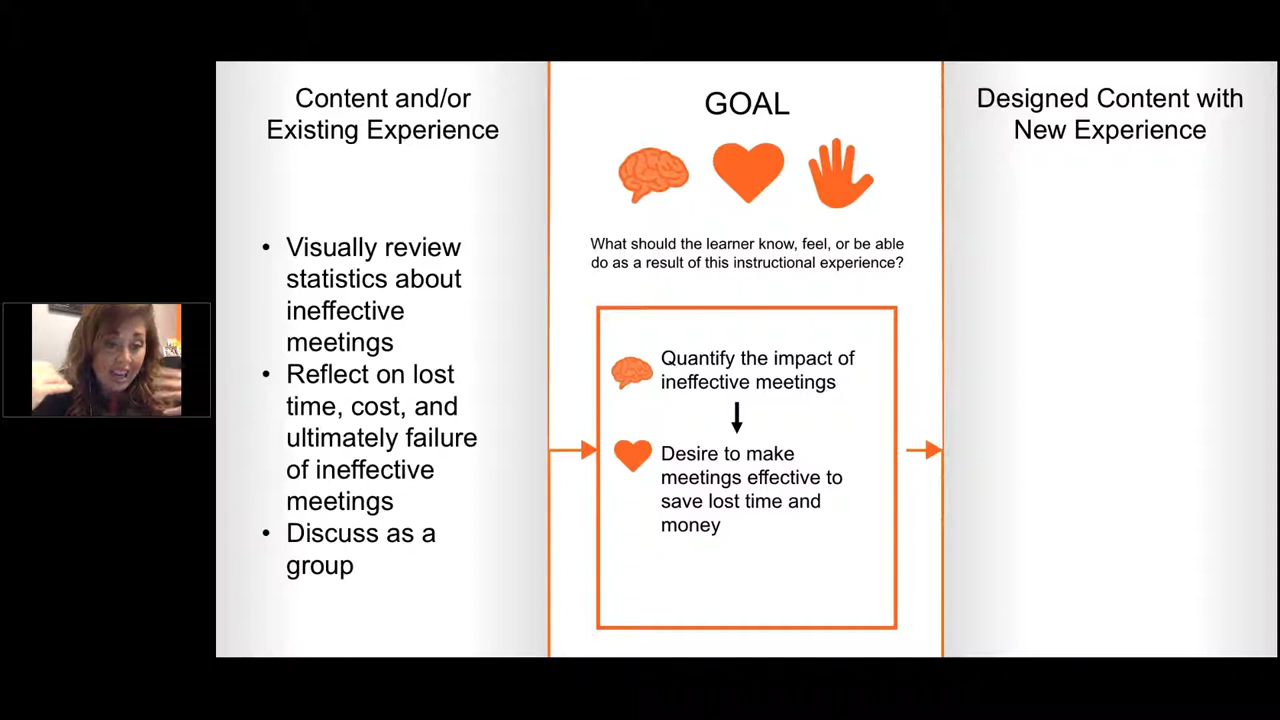 Content and/or
Existing Experience
• Visually review
statistics about
ineffective
meetings
• Reflect on lost
time, cost, and
ultimately failure
of ineffective
meetings
• Discuss as a
group
GOAL
What should the learner know, feel, or be able
do as a result of this instructional experience?
Quantify the impact of
ineffective meetings
Desire to make
meetings effective to
save lost time and
money
Designed Content with
New Experience